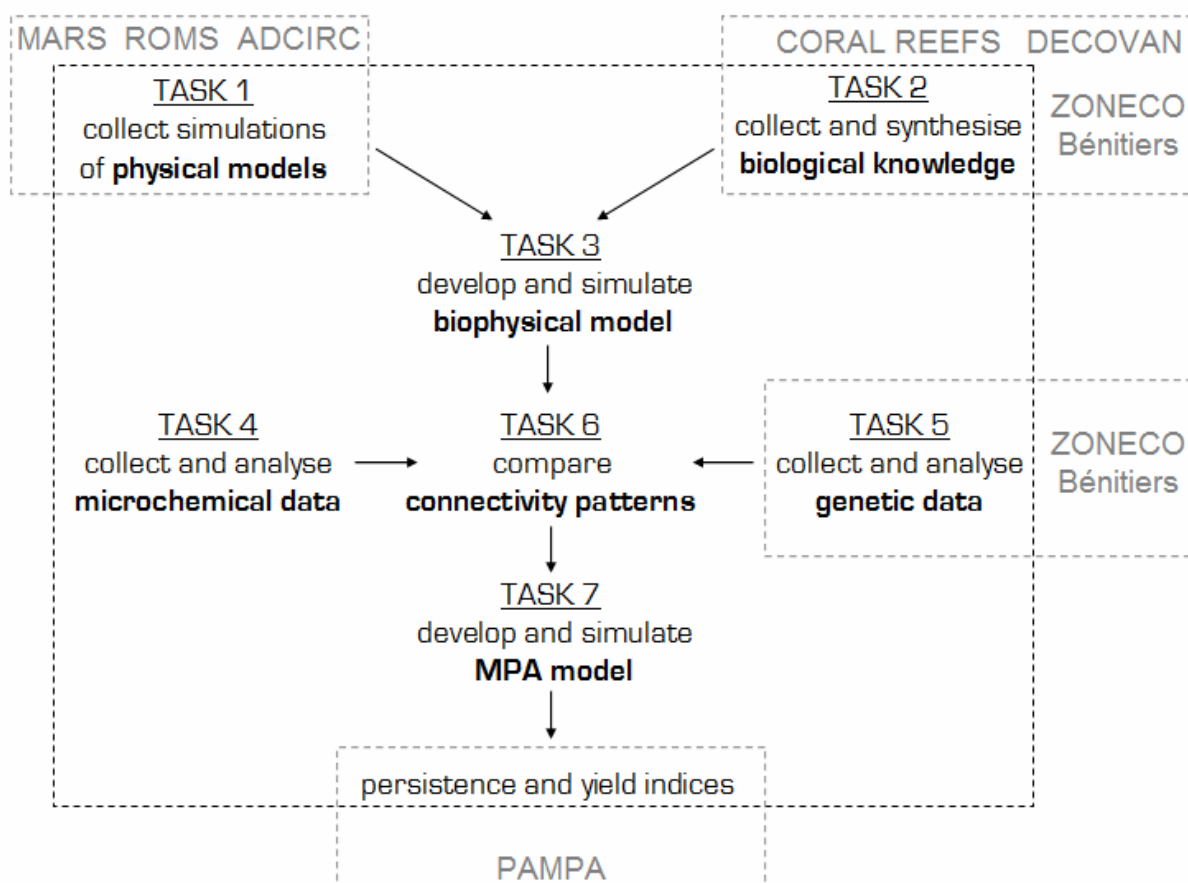 MARS ROMS ADCIRC
CORAL REEFS DECOVAN
TASK 1
collect simulations
of physical models
TASK 2
collect and synthesise
biological knowledge
ZONECO
Bénitiers
TASK 3
develop and simulate
biophysical model
TASK 4
collect and analyse
microchemical data
TASK 6
compare
connectivity patterns
TASK 5
collect and analyse
genetic data
ZONECO
Bénitiers
TASK 7
develop and simulate
MPA model
persistence and yield indices
PAMPA